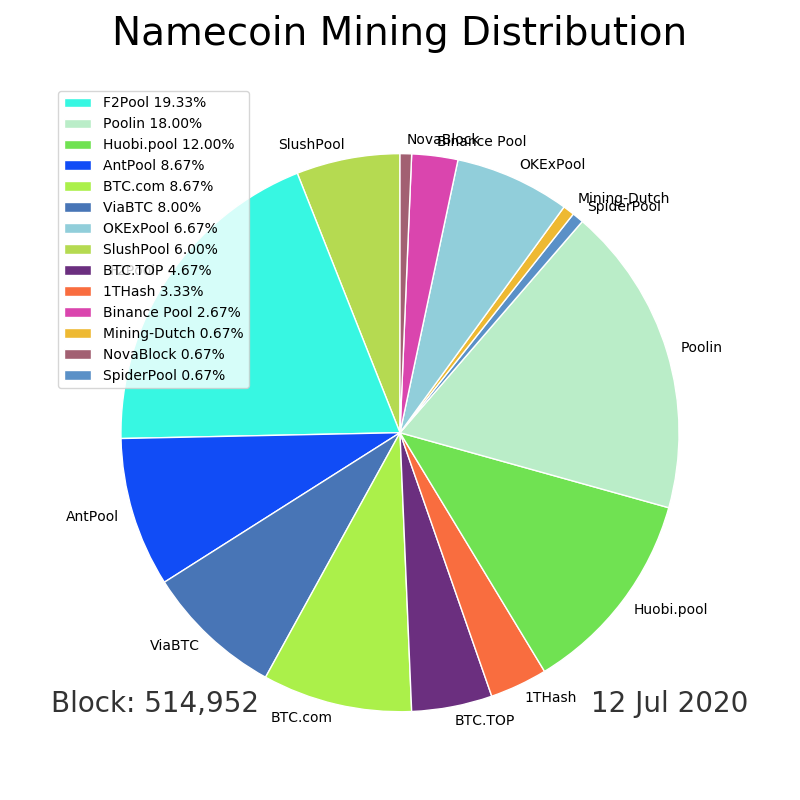 Namecoin Mining Distribution
F2Pool 19.33%
Poolin 18.00%
Huobi.pool 12.00%
AntPool 8.67%
BTC.com 8.67%
ViaBTC 8.00%
OKExPool 6.67%
SlushPool 6.00%
BTC.TOP 4.67%
1THash 3.33%
Binance Pool 2.67%
Mining-Dutch 0.67%
NovaBlock 0.67%
SpiderPool 0.67%
SlushPool
NovaBlock
Binance Pool
OKExPool
Mining-Dutch
SpiderPool
Poolin
AntPool
Huobi.pool
ViaBTC
1THash
BTC.com
BTC.TOP
Block: 514,952
12 Jul 2020